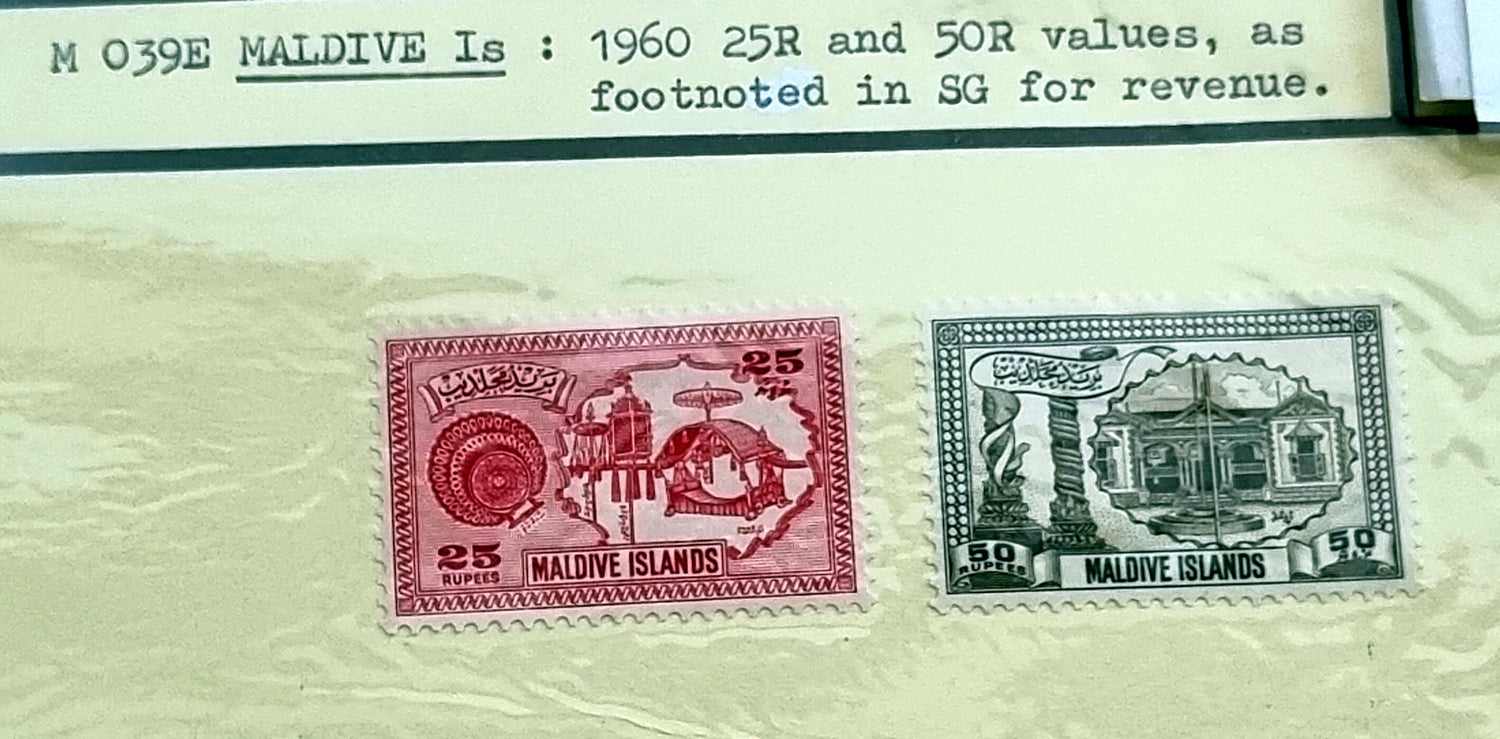 M 039E MALDIVE Is : 1960 25R and 50R values, as
footnoted in SG for revenue.
25
25
RUPEES
MALDIVE ISLANDS
50
RUPEES
MALDIVE ISLANDS
50